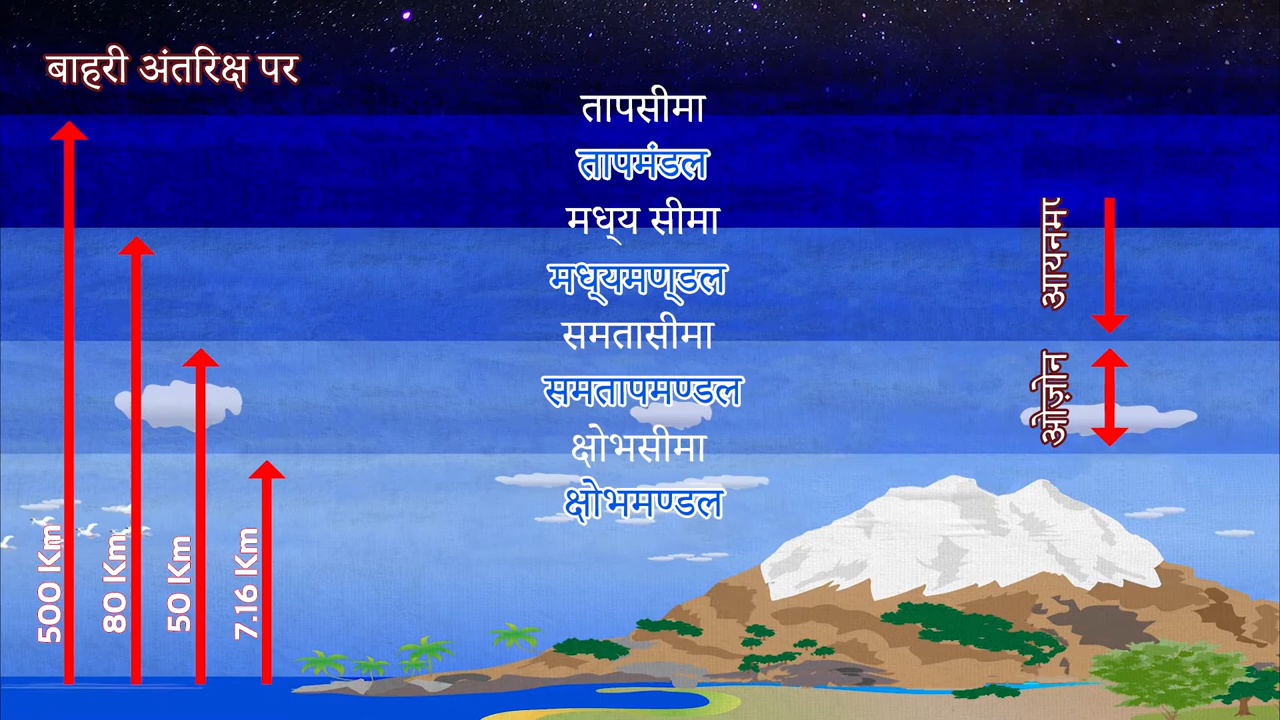 बाहरी अंतरिक्ष पर
तापसीमा
तापमंडल
मध्य सीमा
मध्यमण्डल
समतासीमा
समतापमण्डल
क्षोभसीमा
क्षोभमण्डल
500 Km
80 Km
50 Km
7.16 Km
ओज़ोन